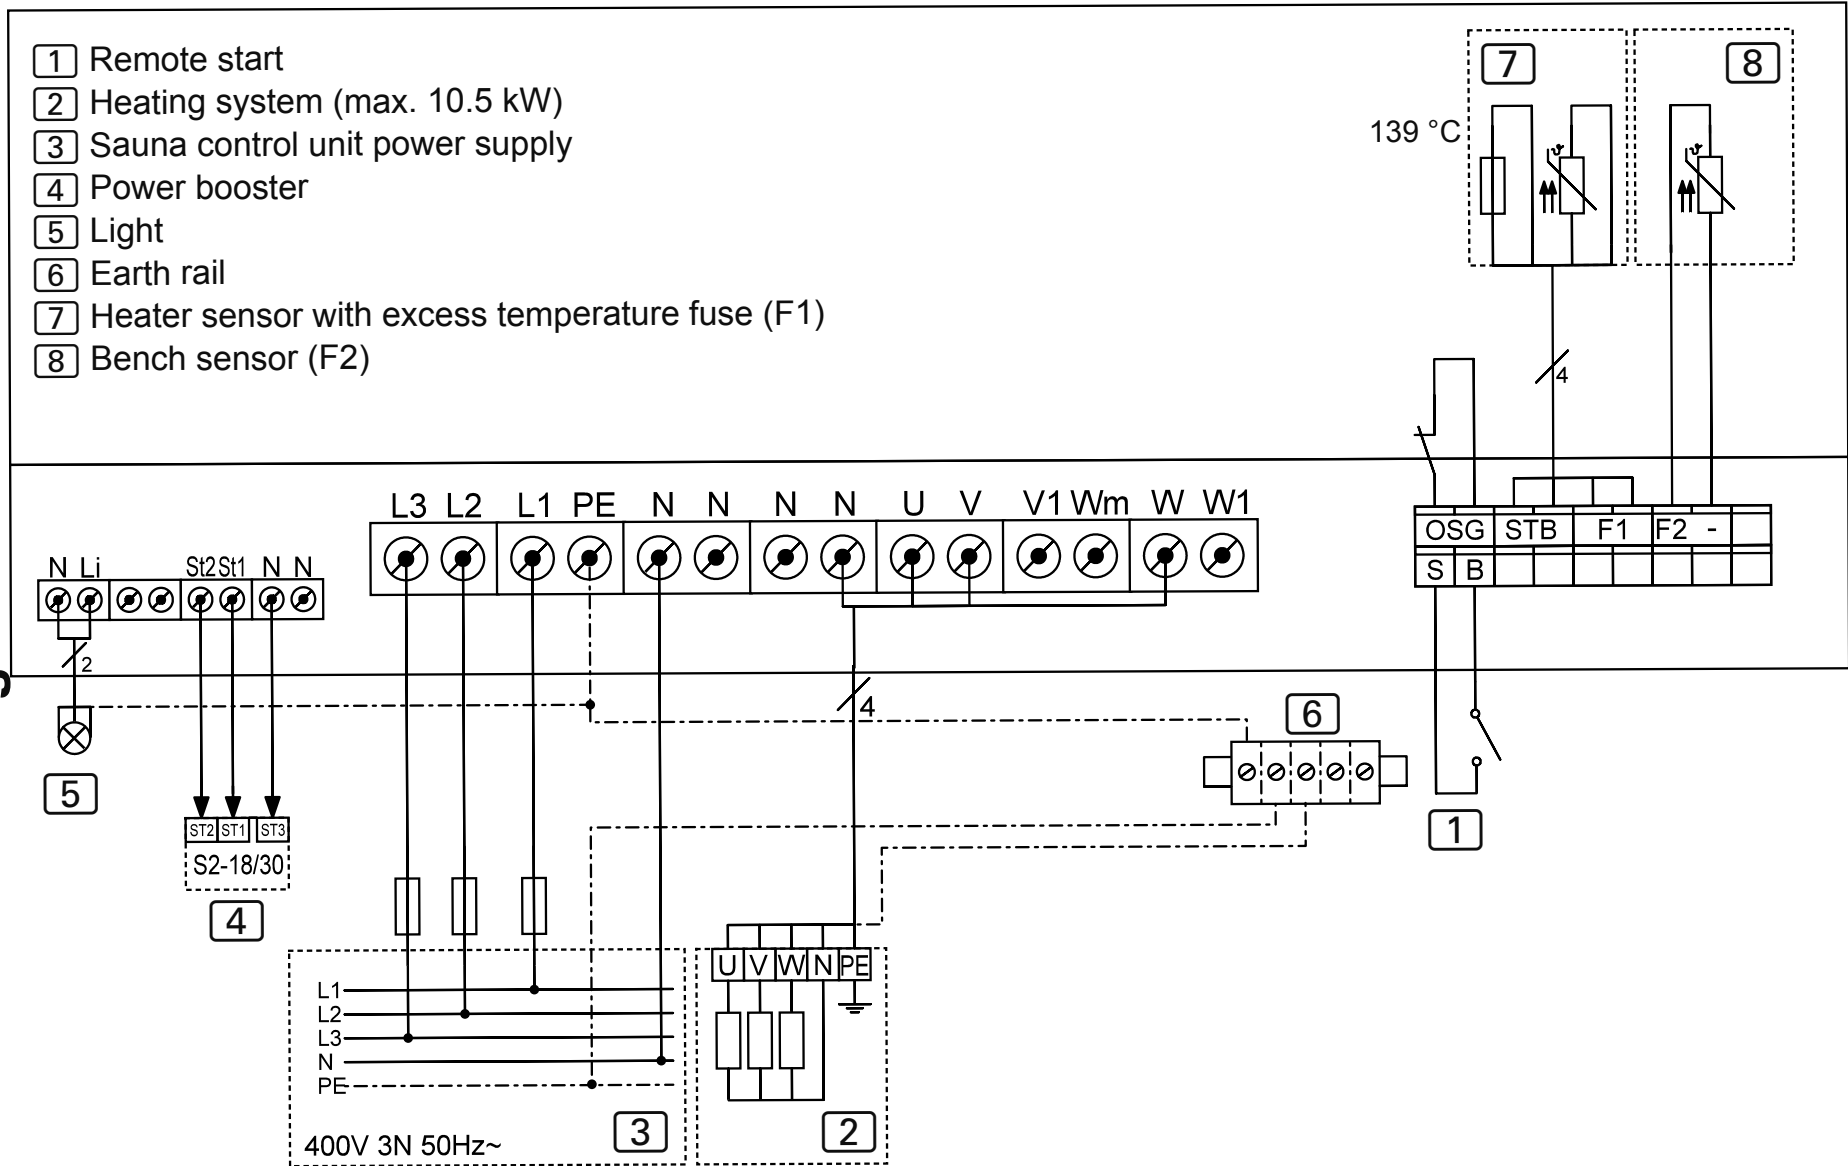 1 Remote start
2 Heating system (max. 10.5 kW)
3 Sauna control unit power supply
4 Power booster
5 Light
6 Earth rail
7 Heater sensor with excess temperature fuse (F1)
8 Bench sensor (F2)
7 8
139 °C
ϑ ϑ
4
L3 L2 L1 PE N N N N U V V1 Wm W W1
OSG STB F1 F2 -
S B
N Li St2 St1 N N
2
4
6
5
ST2 ST1 ST3
S2-18/30
4
1
U V W N PE
L1
L2
L3
N
PE
3
2
400V 3N 50Hz~